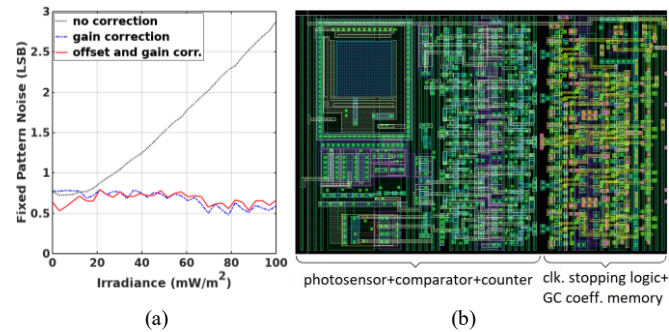 3
2.5
2
1.5
1
0.5
0
Fixed Pattern Noise (LSB)
no correction
gain correction
offset and gain corr.
0 20 40 60 80 100
Irradiance (mW/m²)
(a)
photosensor+comparator+counter
clk. stopping logic+
GC coeff. memory
(b)